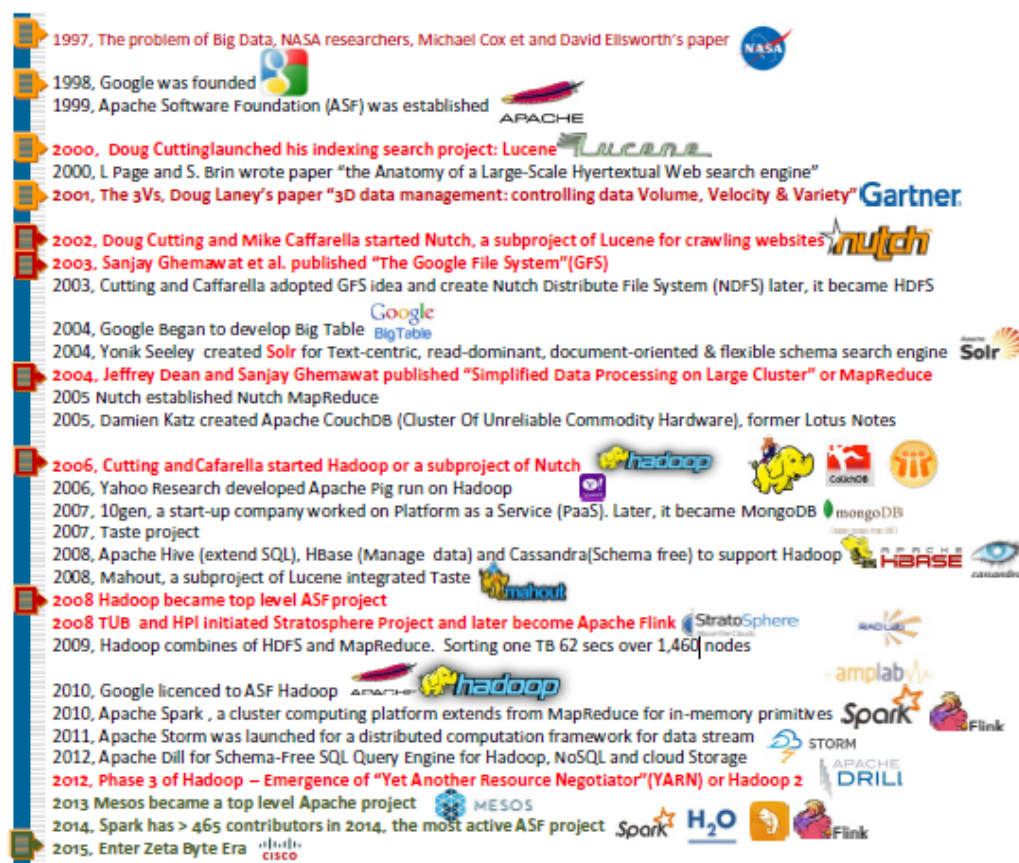 1997, The problem of Big Data, NASA researchers, Michael Cox et and David Ellsworth's paper
NASA
1998, Google was founded
1999, Apache Software Foundation (ASF) was established
APACHE
2000, Doug Cuttinglaunched his indexing search project: Lucene
Lucene
2000, L Page and S. Brin wrote paper "the Anatomy of a Large-Scale Hyertextual Web search engine"
2001, The 3Vs, Doug Laney's paper "3D data management: controlling data Volume, Velocity & Variety"
Gartner
2002, Doug Cutting and Mike Caffarella started Nutch, a subproject of Lucene for crawling websites
nutch
2003, Sanjay Ghemawat et al. published "The Google File System"(GFS)
2003, Cutting and Caffarella adopted GFS idea and create Nutch Distribute File System (NDFS) later, it became HDFS
Google
BigTable
2004, Google Began to develop Big Table
2004, Yonik Seeley created Solr for Text-centric, read-dominant, document-oriented & flexible schema search engine
Apache
Solr
2004, Jeffrey Dean and Sanjay Ghemawat published "Simplified Data Processing on Large Cluster" or MapReduce
2005 Nutch established Nutch MapReduce
2005, Damien Katz created Apache CouchDB (Cluster Of Unreliable Commodity Hardware), former Lotus Notes
2006, Cutting andCafarella started Hadoop or a subproject of Nutch
hadoop
CouchDB
2006, Yahoo Research developed Apache Pig run on Hadoop
Y!
2007, 10gen, a start-up company worked on Platform as a Service (PaaS). Later, it became MongoDB
mongoDB
2007, Taste project
2008, Apache Hive (extend SQL), HBase (Manage data) and Cassandra(Schema free) to support Hadoop
APACHE
HBASE
cassandra
2008, Mahout, a subproject of Lucene integrated Taste
mahout
2008 Hadoop became top level ASF project
2008 TUB and HPI initiated Stratosphere Project and later become Apache Flink
StratoSphere
Above the Clouds
RAD Lab
2009, Hadoop combines of HDFS and MapReduce. Sorting one TB 62 secs over 1,460 nodes
amplab
2010, Google licenced to ASF Hadoop
APACHE
hadoop
2010, Apache Spark , a cluster computing platform extends from MapReduce for in-memory primitives
Spark
Flink
2011, Apache Storm was launched for a distributed computation framework for data stream
STORM
2012, Apache Dill for Schema-Free SQL Query Engine for Hadoop, NoSQL and cloud Storage
APACHE
DRILL
2012, Phase 3 of Hadoop – Emergence of "Yet Another Resource Negotiator"(YARN) or Hadoop 2
2013 Mesos became a top level Apache project
MESOS
2014, Spark has > 465 contributors in 2014, the most active ASF project
Spark
H2O
Flink
2015, Enter Zeta Byte Era
CISCO